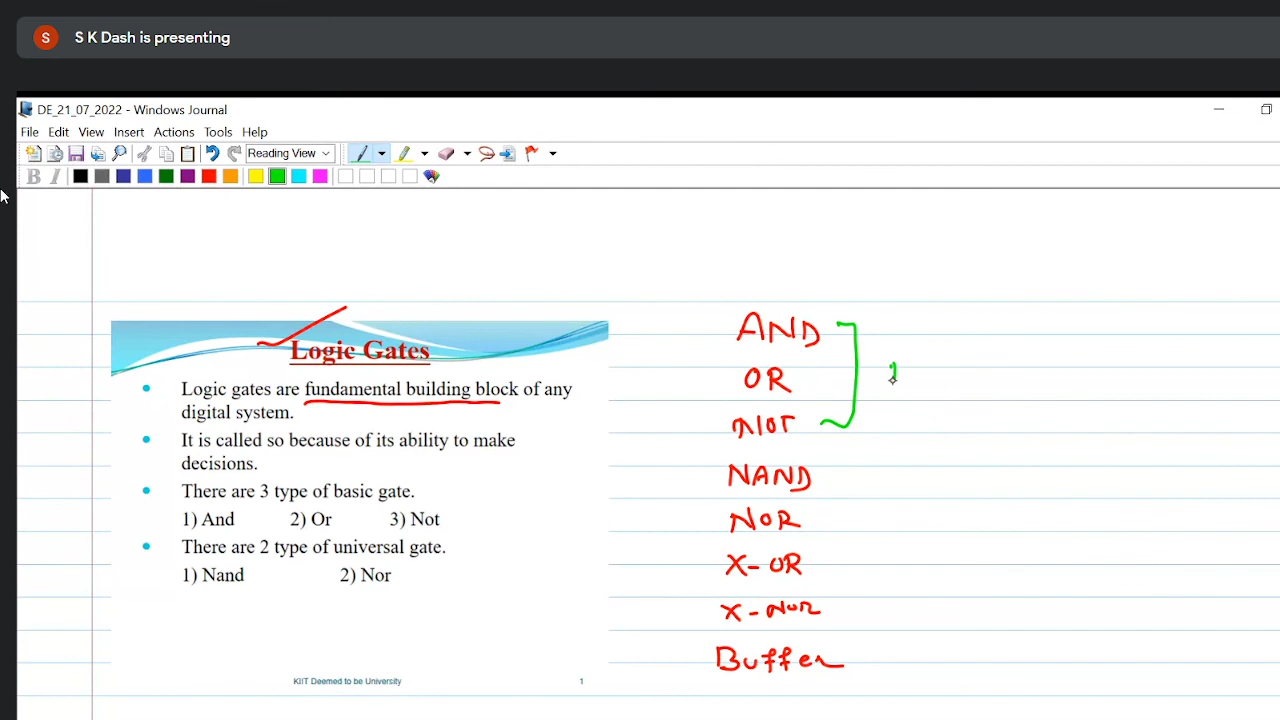 S
S K Dash is presenting
DE_21_07_2022 - Windows Journal
File Edit View Insert Actions Tools Help
Reading View
B I
Logic Gates
Logic gates are fundamental building block of any
digital system.
It is called so because of its ability to make
decisions.
There are 3 type of basic gate.
1) And 2) Or 3) Not
There are 2 type of universal gate.
1) Nand 2) Nor
KIIT Deemed to be University 1
AND
OR
NOT
NAND
NOR
X-OR
X-NOR
Buffer